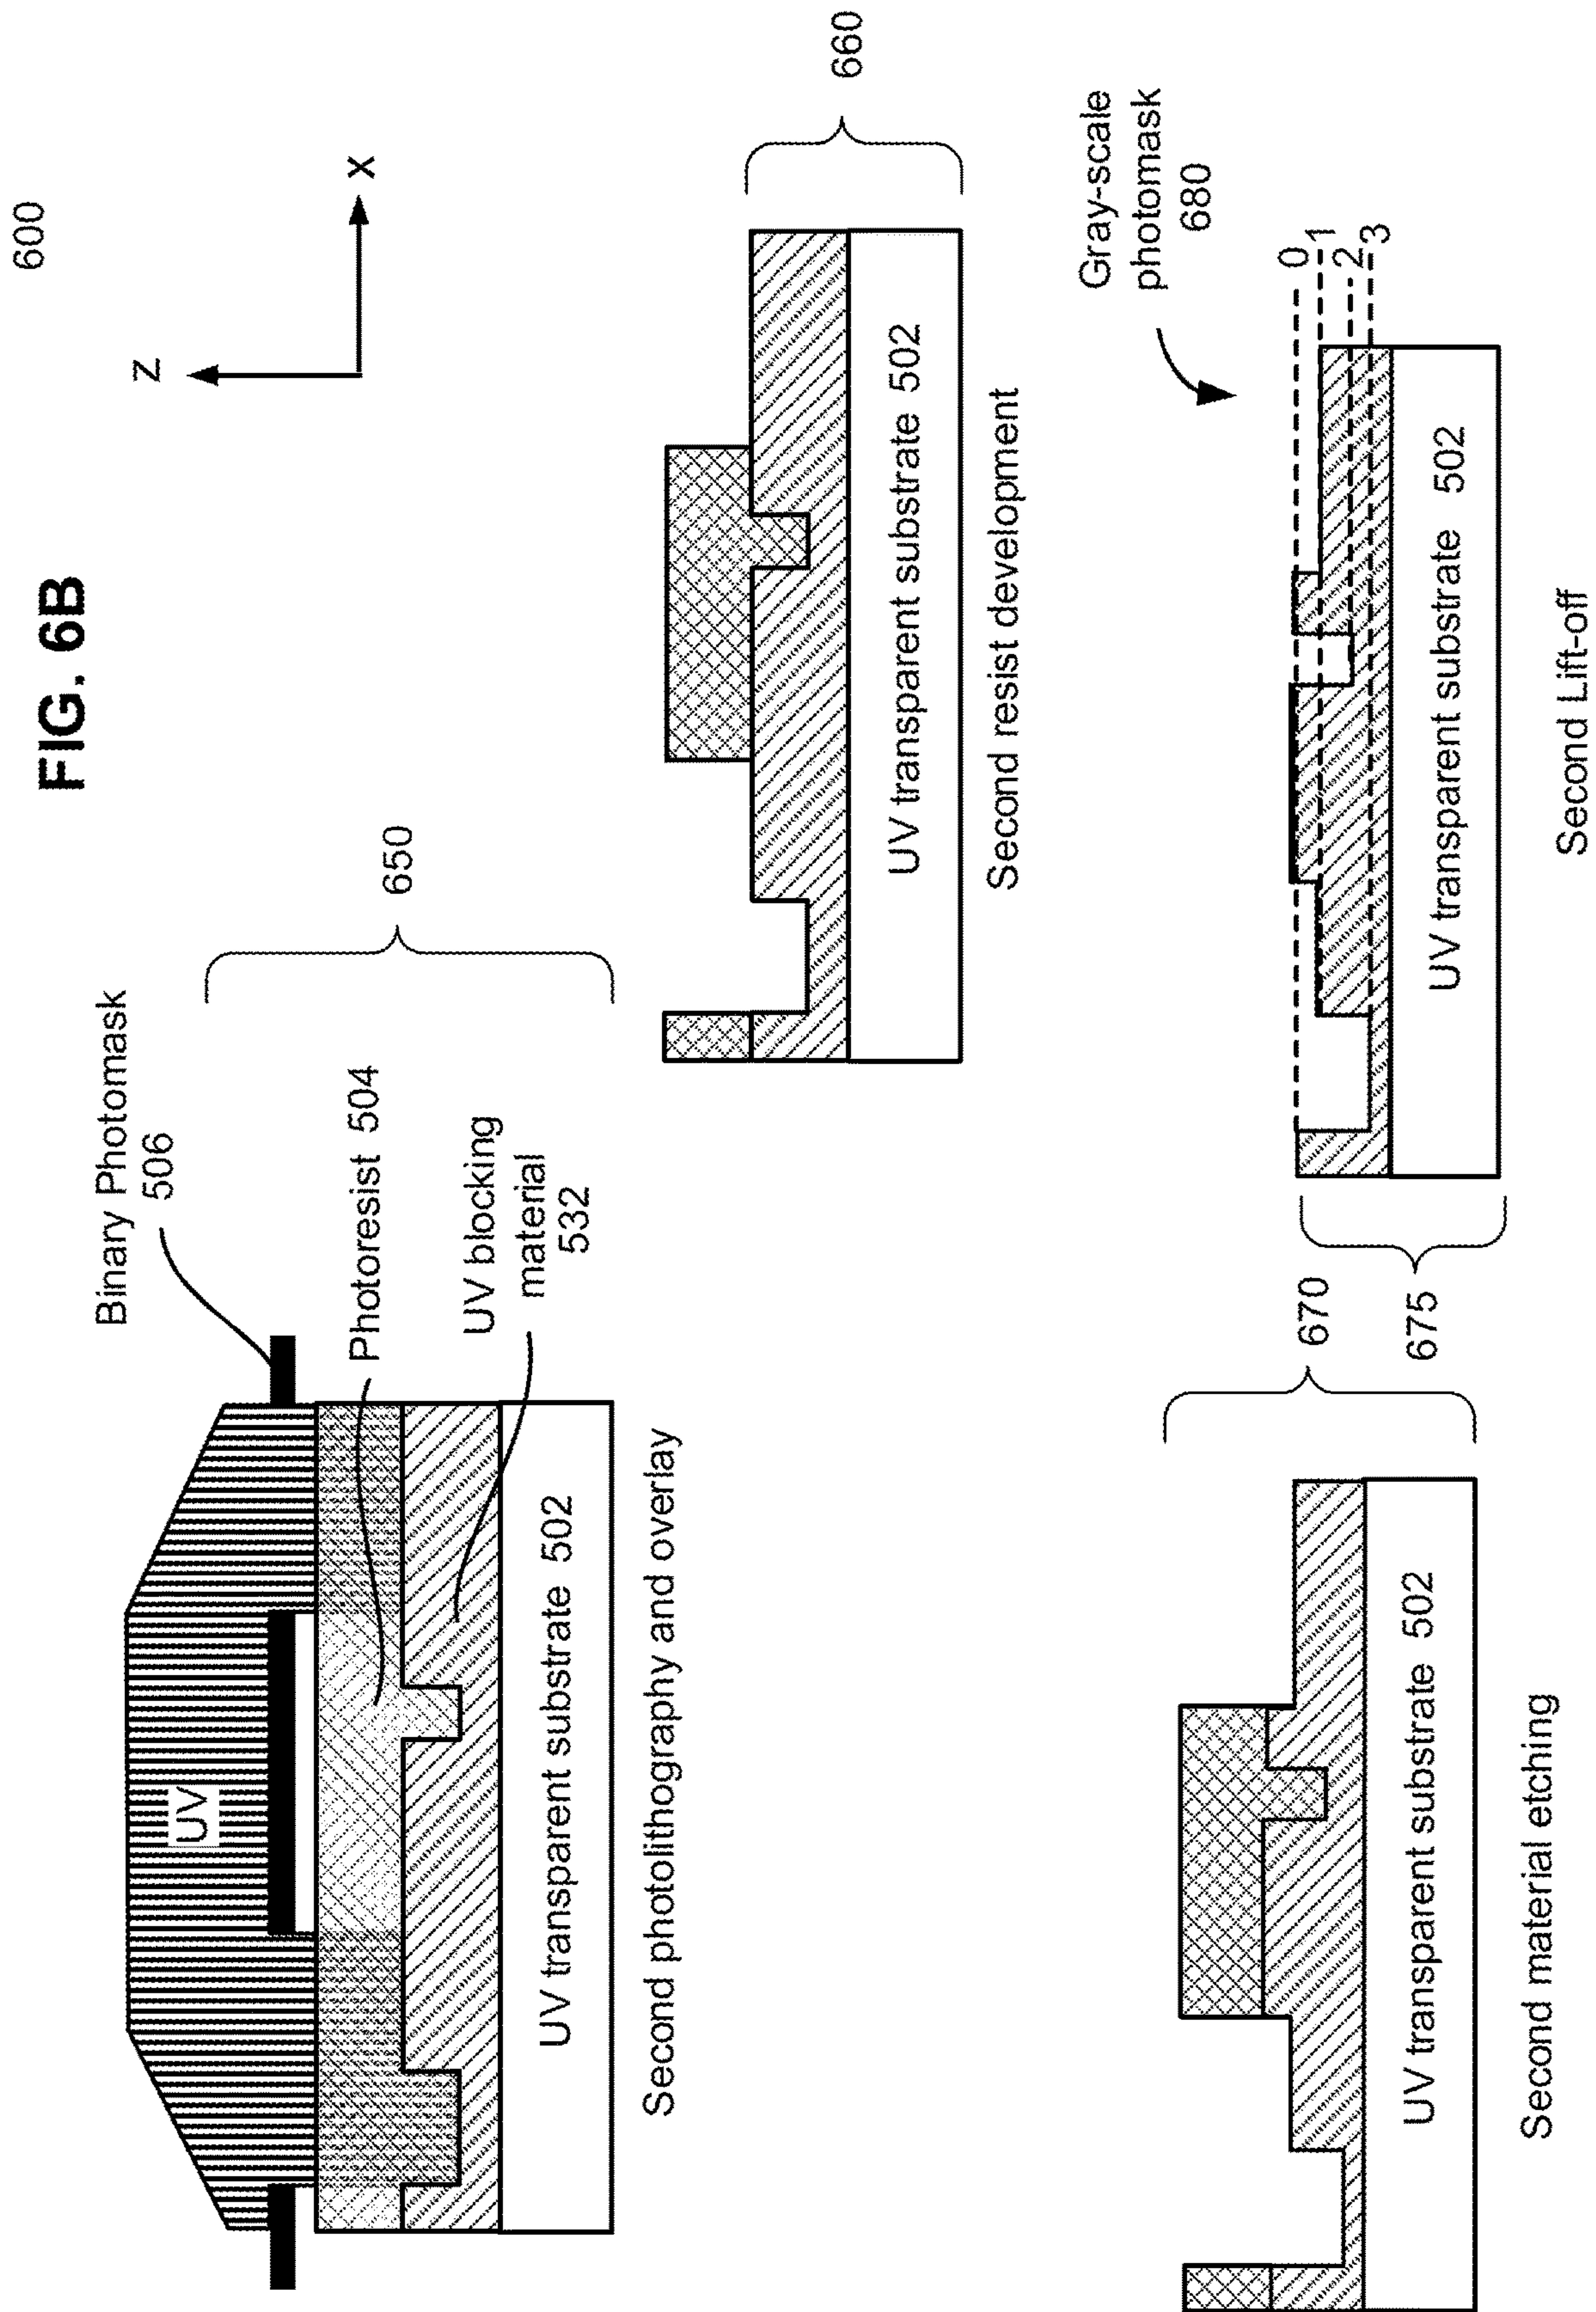 FIG. 6B
600
Z
X
Binary Photomask
506
UV
Photoresist 504
UV blocking
material
532
650
UV transparent substrate 502
Second photolithography and overlay
660
UV transparent substrate 502
Second resist development
670
UV transparent substrate 502
Second material etching
Gray-scale
photomask
680
0
1
2
3
675
UV transparent substrate 502
Second Lift-off